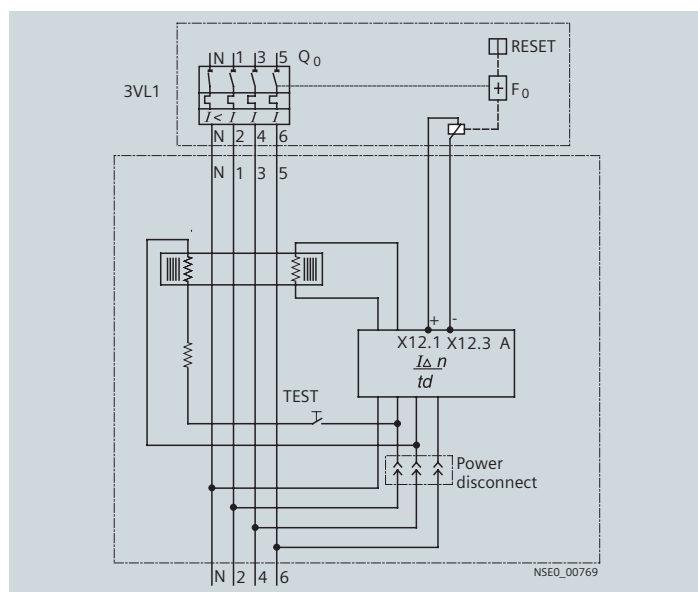 RESET
N 1 3 5 Q0
3VL1
+ F0
I< I I I
N 2 4 6
N 1 3 5
+ -
X12.1 X12.3 A
I∆ n
td
TEST
Power
disconnect
N 2 4 6
NSE0_00769